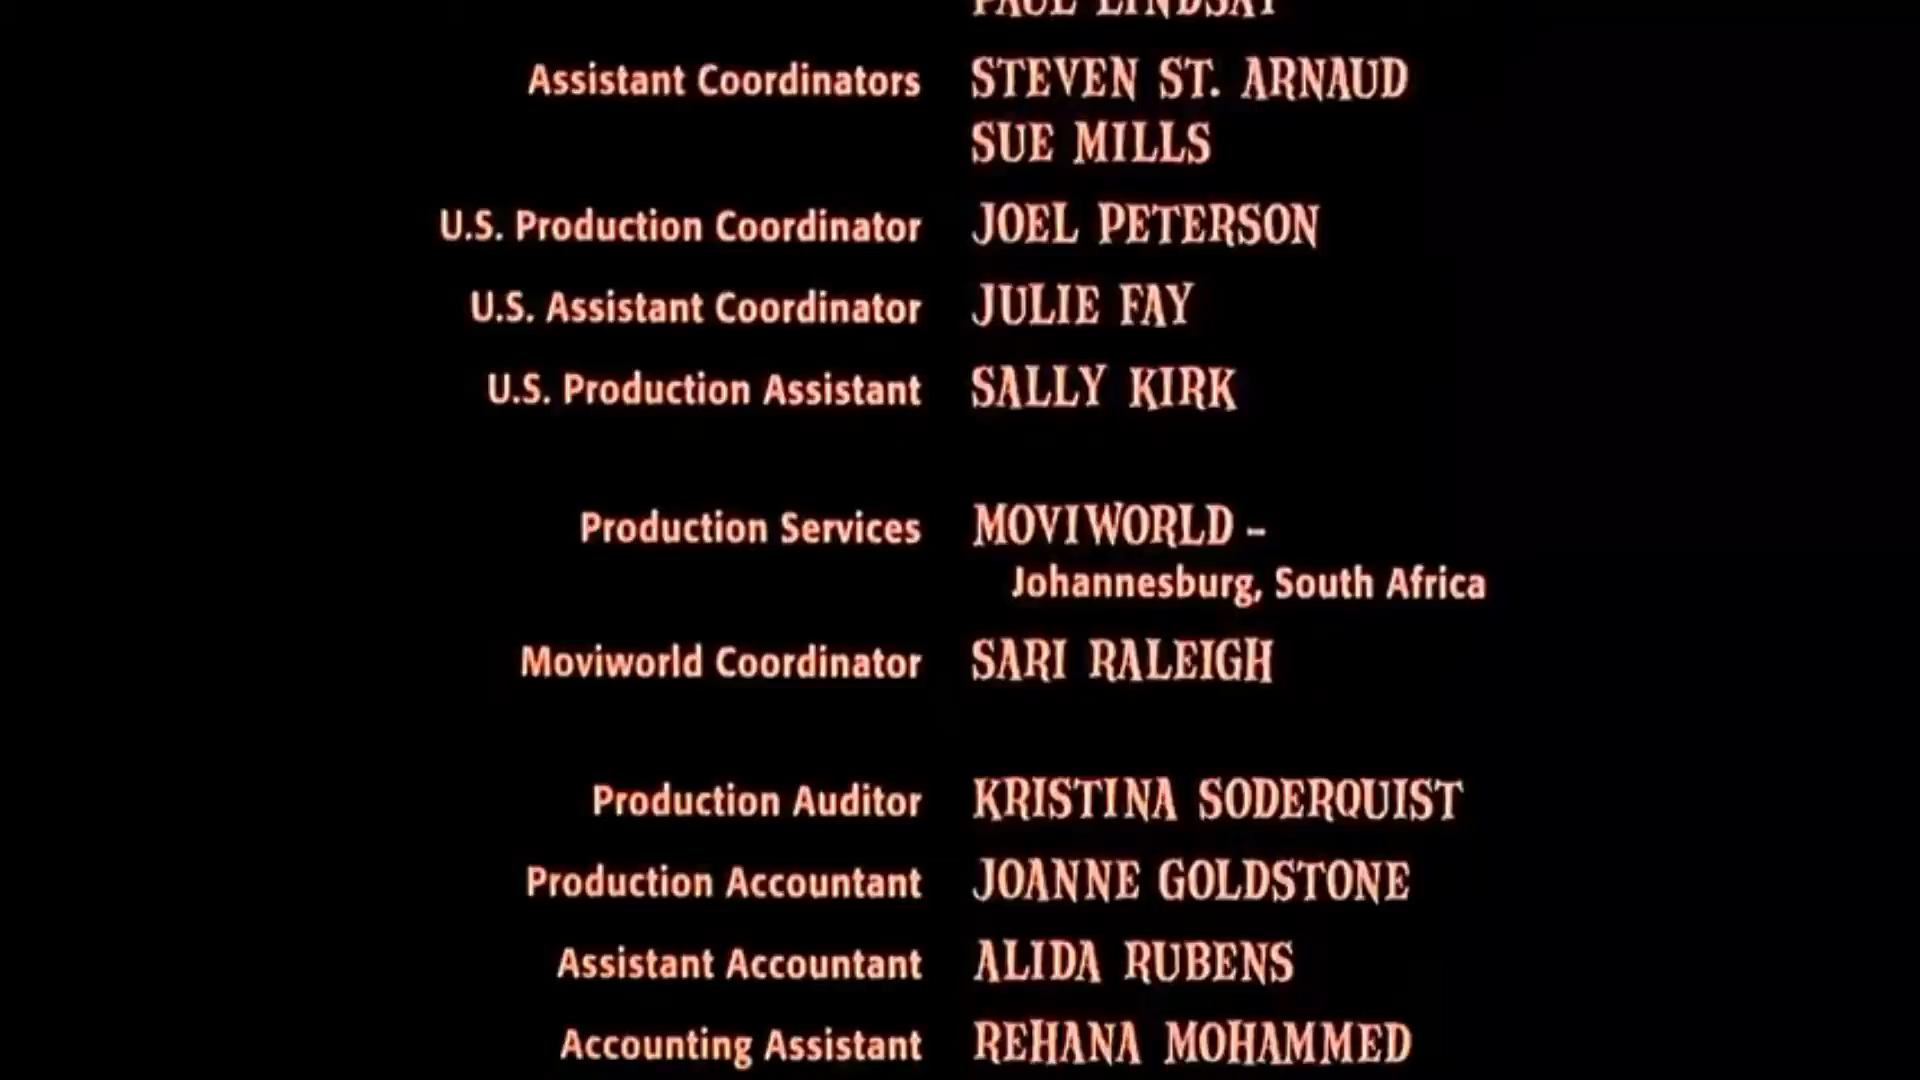 PAUL LINDSAY
Assistant Coordinators STEVEN ST. ARNAUD
SUE MILLS
U.S. Production Coordinator JOEL PETERSON
U.S. Assistant Coordinator JULIE FAY
U.S. Production Assistant SALLY KIRK
Production Services MOVIWORLD –
Johannesburg, South Africa
Moviworld Coordinator SARI RALEIGH
Production Auditor KRISTINA SODERQUIST
Production Accountant JOANNE GOLDSTONE
Assistant Accountant ALIDA RUBENS
Accounting Assistant REHANA MOHAMMED